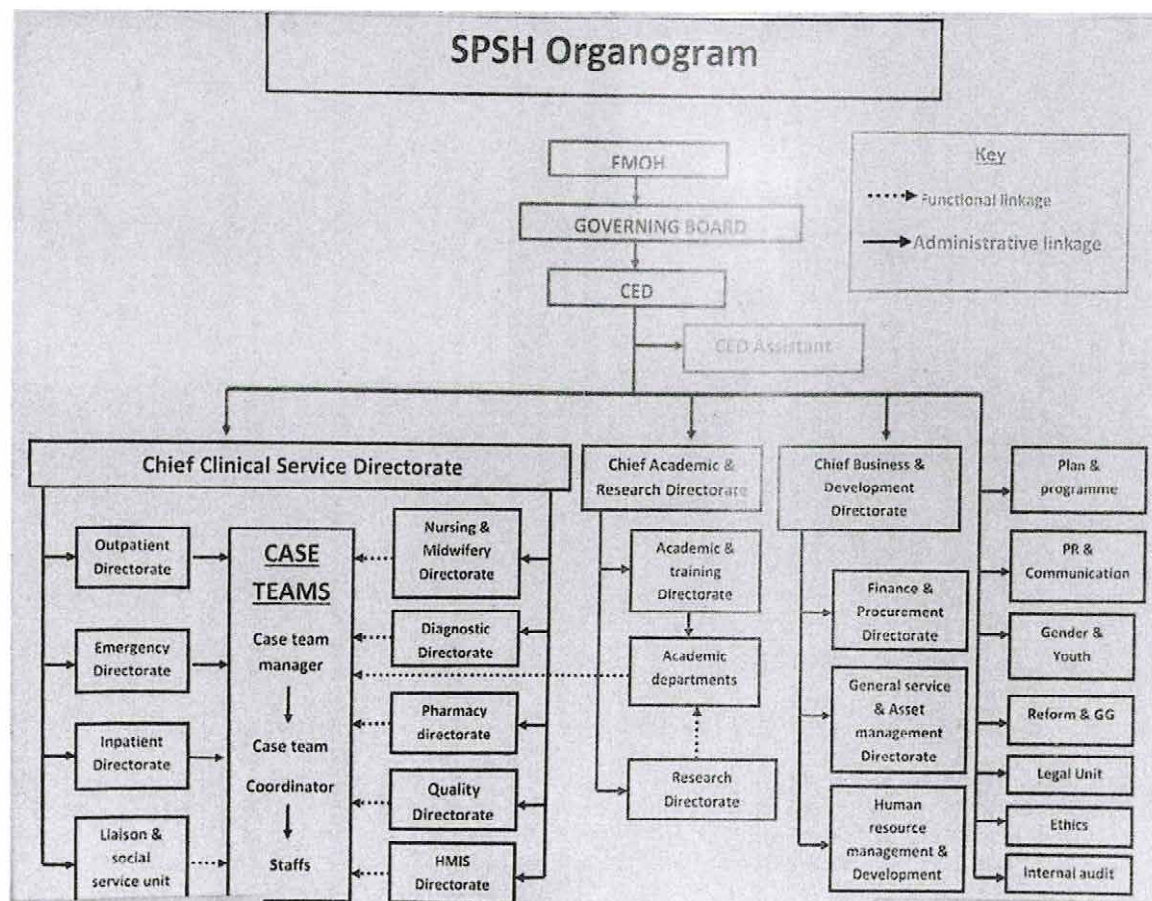 SPSH Organogram
FMOH
Key
Functional linkage
Administrative linkage
GOVERNING BOARD
CED
CED Assistant
Chief Clinical Service Directorate
Outpatient
Directorate
Emergency
Directorate
Inpatient
Directorate
Liaison &
social
service unit
CASE
TEAMS
Case team
manager
Case team
Coordinator
Staffs
Nursing &
Midwifery
Directorate
Diagnostic
Directorate
Pharmacy
directorate
Quality
Directorate
HMIS
Directorate
Chief Academic &
Research Directorate
Academic &
training
Directorate
Academic
departments
Research
Directorate
Chief Business &
Development
Directorate
Finance &
Procurement
Directorate
General service
& Asset
management
Directorate
Human
resource
management &
Development
Plan &
programme
PR &
Communication
Gender &
Youth
Reform & GG
Legal Unit
Ethics
Internal audit